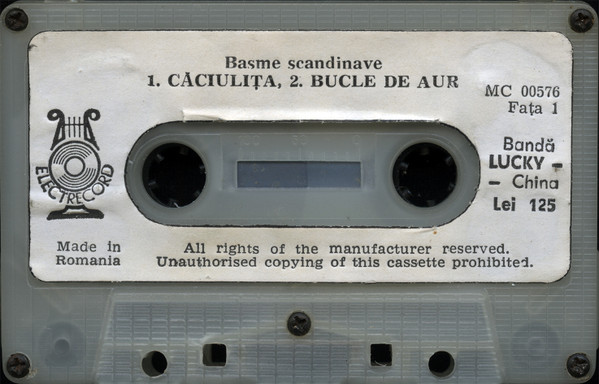 Basme scandinave
1. CĂCIULIȚA, 2. BUCLE DE AUR
MC 00576
Fața 1
ELECTRECORD
Bandă
LUCKY -
- China
Lei 125
Made in
Romania
All rights of the manufacturer reserved.
Unauthorised copying of this cassette prohibited.